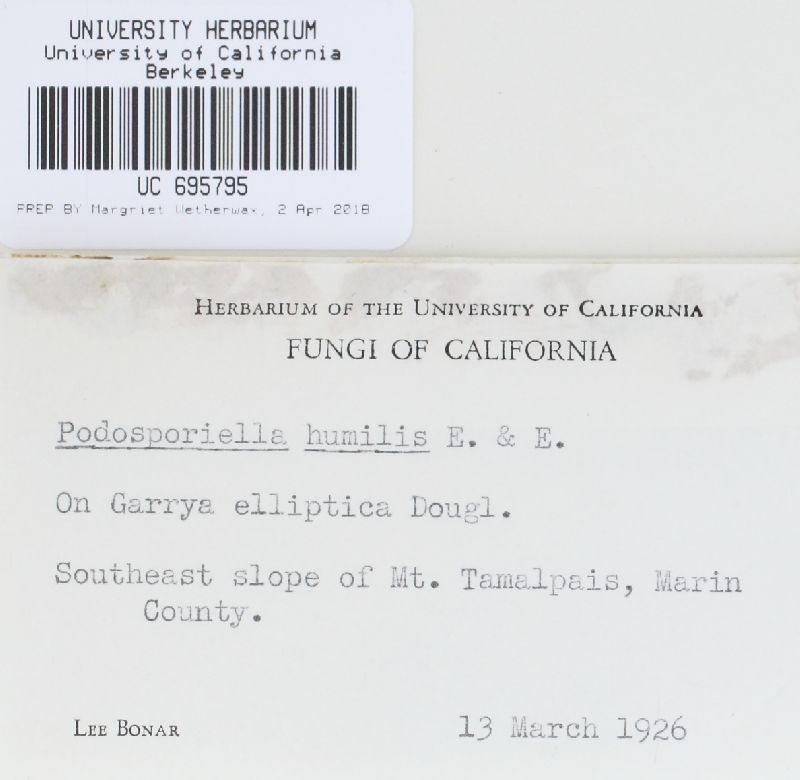 UNIVERSITY HERBARIUM
University of California
Berkeley
UC 695795
PREP BY Margriet Wetherwax, 2 Apr 2018
HERBARIUM OF THE UNIVERSITY OF CALIFORNIA
FUNGI OF CALIFORNIA
Podosporiella humilis E. & E.
On Garrya elliptica Dougl.
Southeast slope of Mt. Tamalpais, Marin
County.
LEE BONAR
13 March 1926